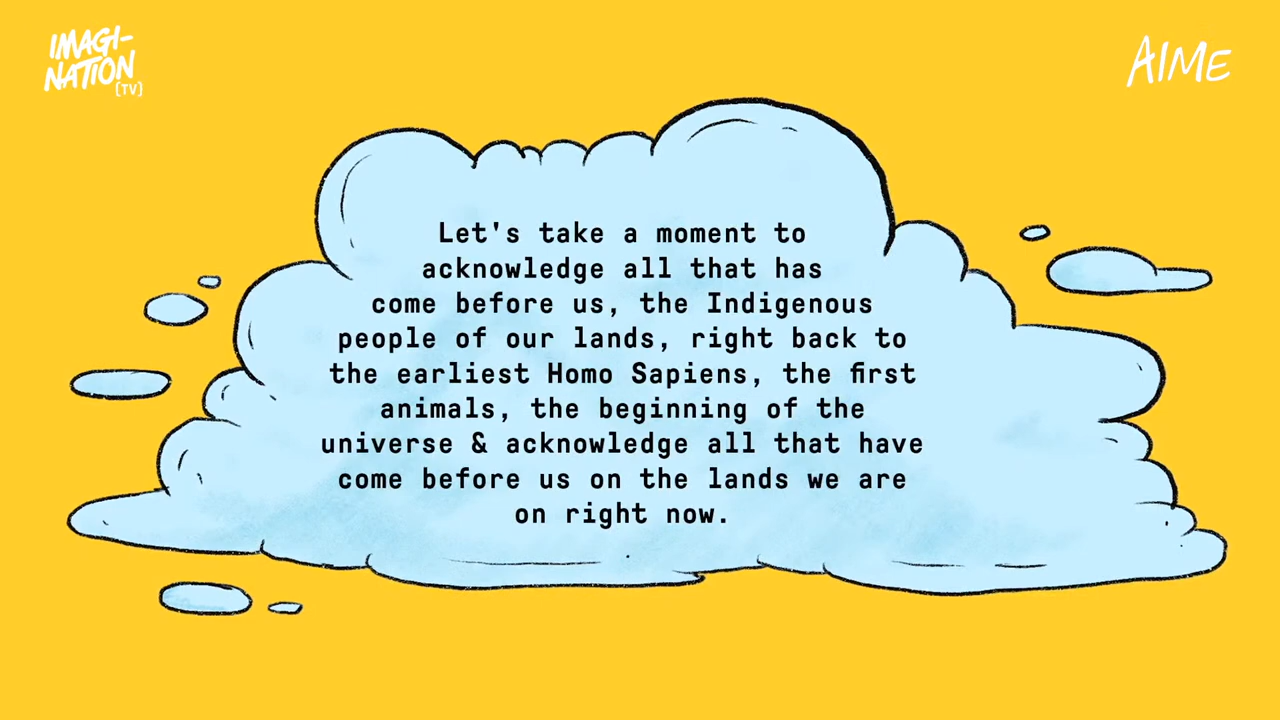 IMAGI-
NATION
[TV]
AIME
Let's take a moment to
acknowledge all that has
come before us, the Indigenous
people of our lands, right back to
the earliest Homo Sapiens, the first
animals, the beginning of the
universe & acknowledge all that have
come before us on the lands we are
on right now.